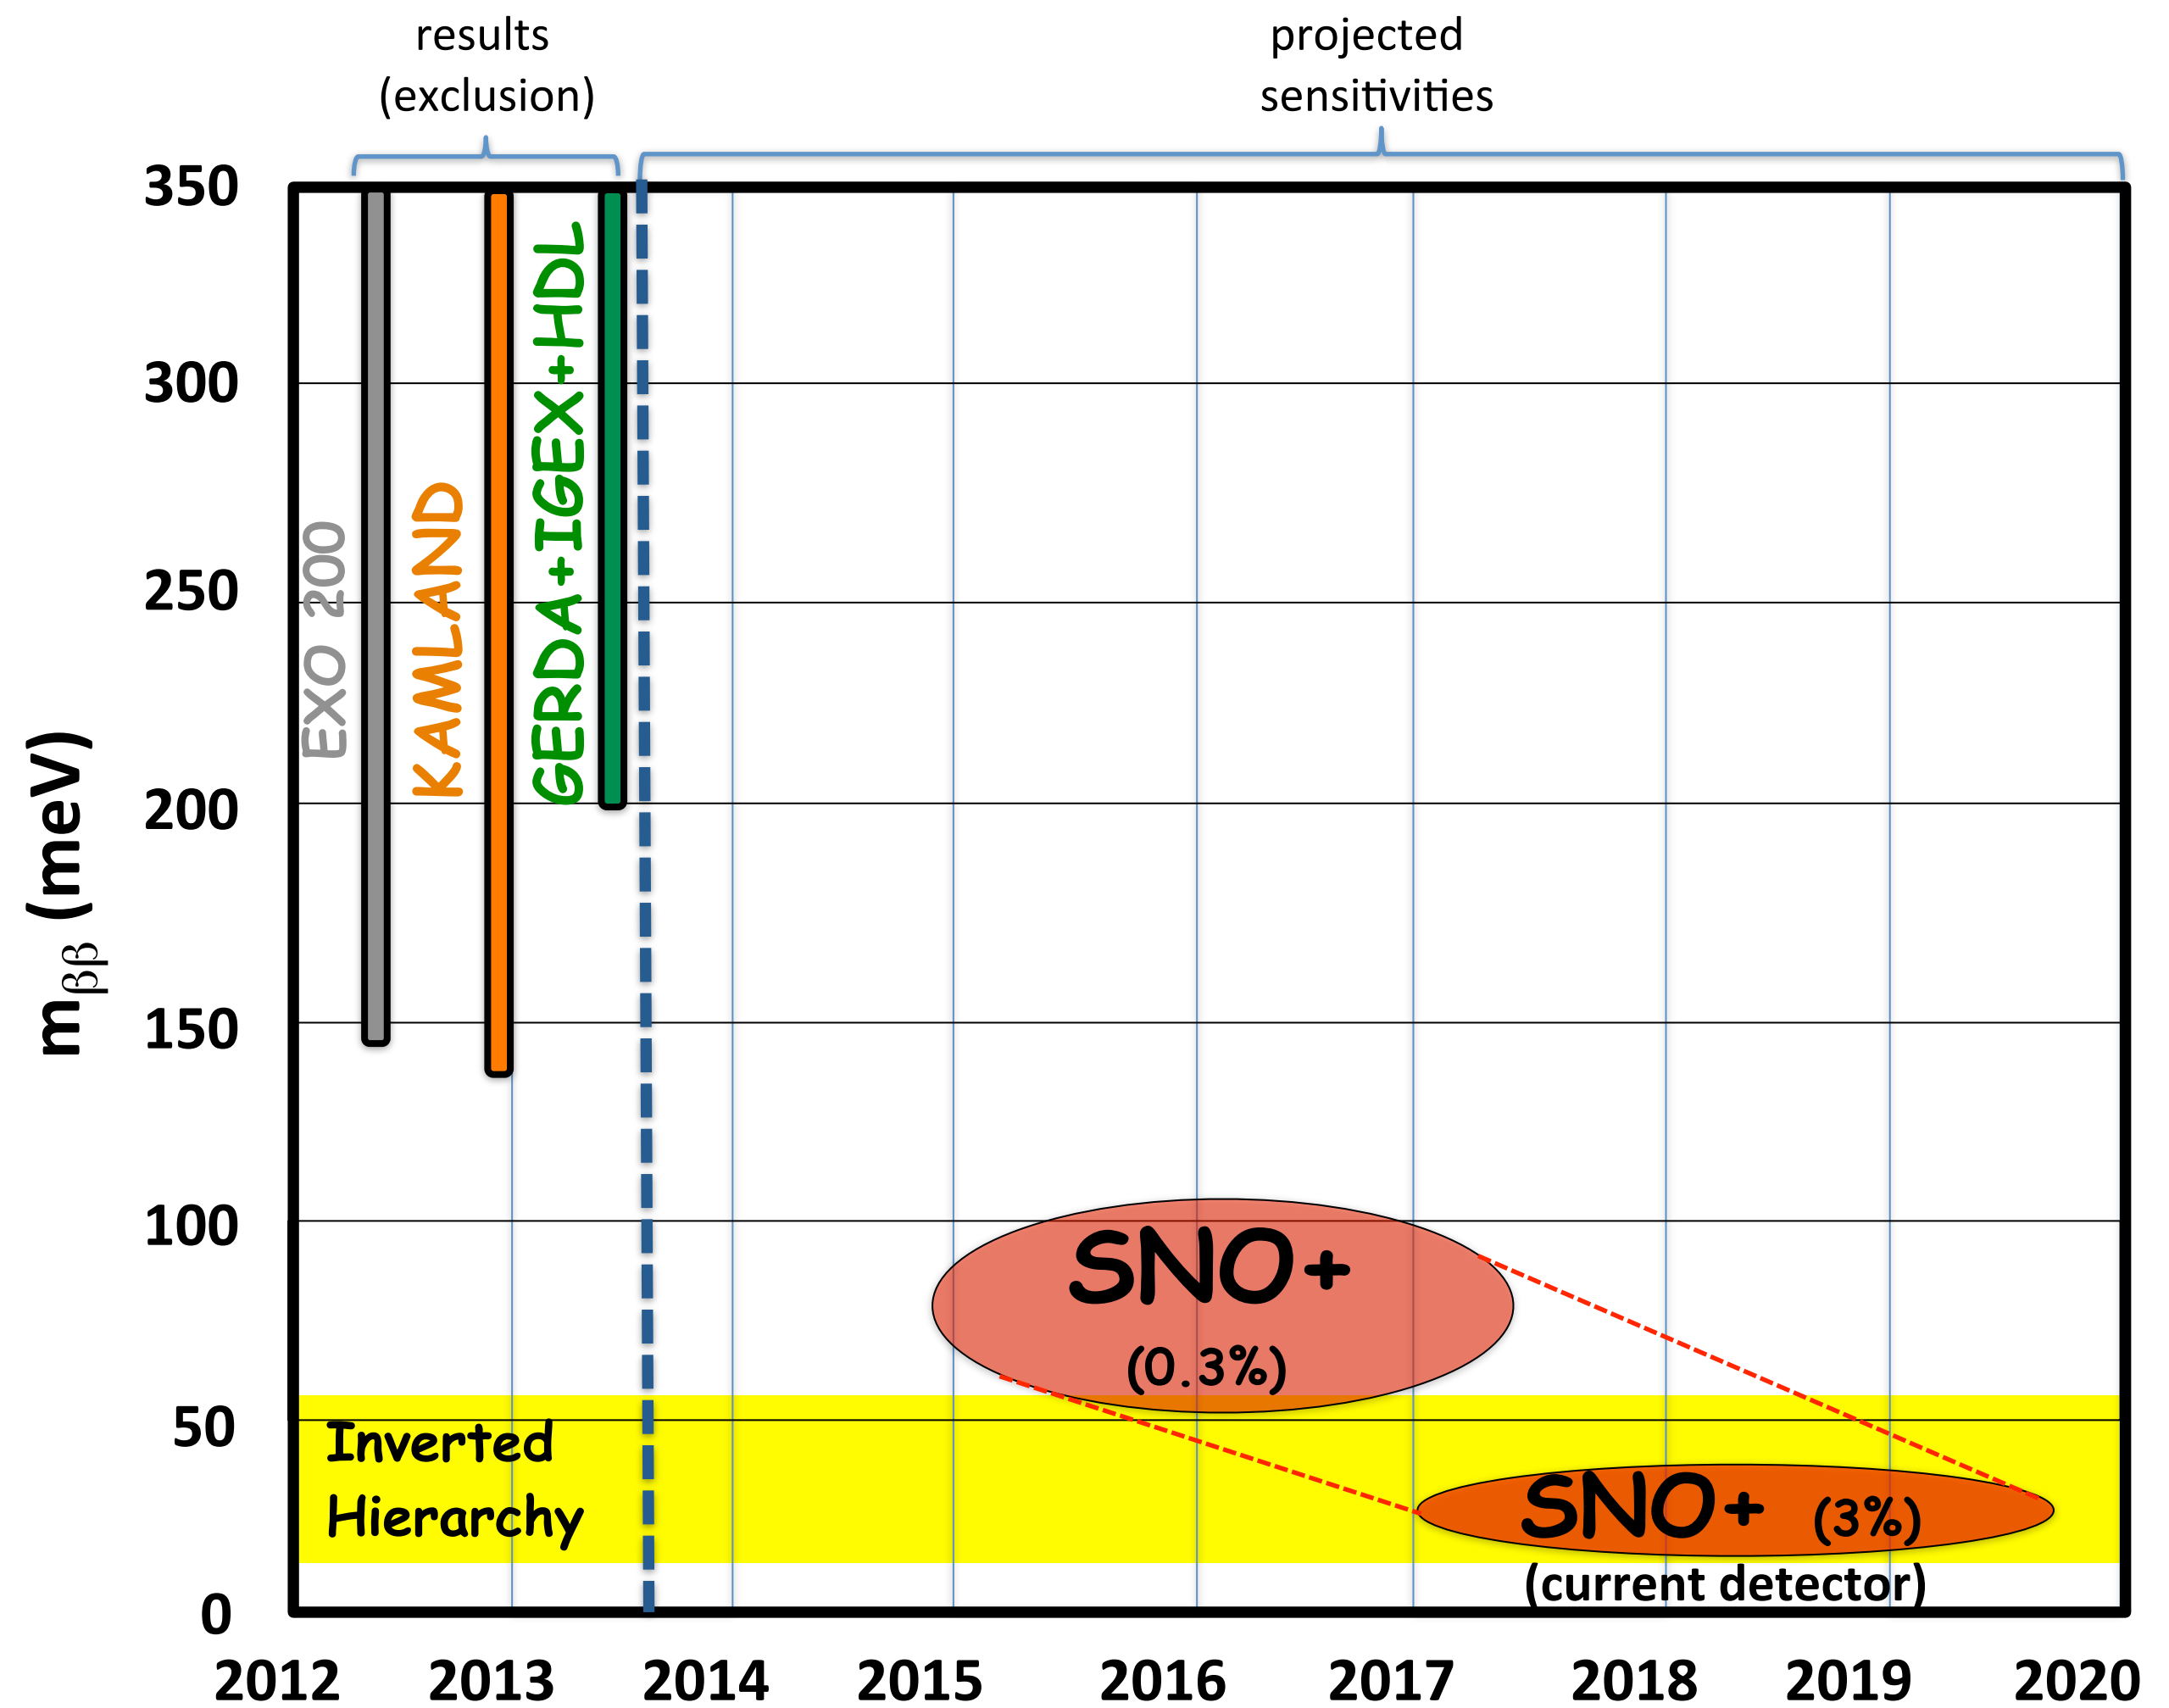 results
(exclusion)
projected
sensitivities
350
300
250
200
150
100
50
0
mββ (meV)
EXO 200
KAMLAND
GERDA+IGEX+HDL
SNO+
(0.3%)
Inverted
Hierarchy
SNO+ (3%)
(current detector)
2012 2013 2014 2015 2016 2017 2018 2019 2020